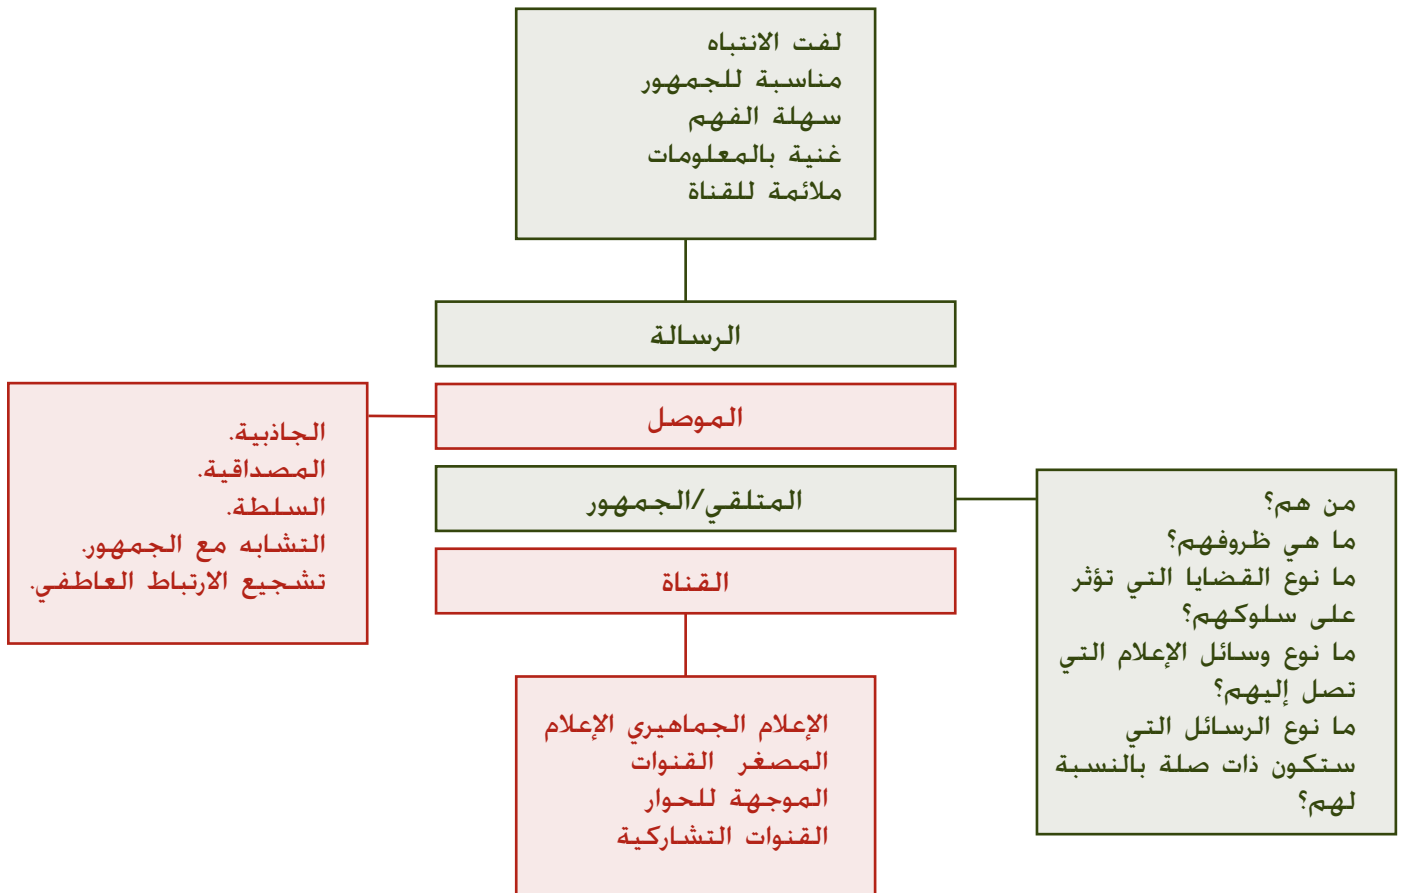 لفت الانتباه
مناسبة للجمهور
سهلة الفهم
غنية بالمعلومات
ملائمة للقناة
الرسالة
الموصل
الجاذبية.
المصداقية.
السلطة.
التشابه مع الجمهور.
تشجيع الارتباط العاطفي.
المتلقي/الجمهور
من هم؟
ما هي ظروفهم؟
ما نوع القضايا التي تؤثر
على سلوكهم؟
ما نوع وسائل الإعلام التي
تصل إليهم؟
ما نوع الرسائل التي
ستكون ذات صلة بالنسبة
لهم؟
القناة
الإعلام الجماهيري الإعلام
المصغر القنوات
الموجهة للحوار
القنوات التشاركية